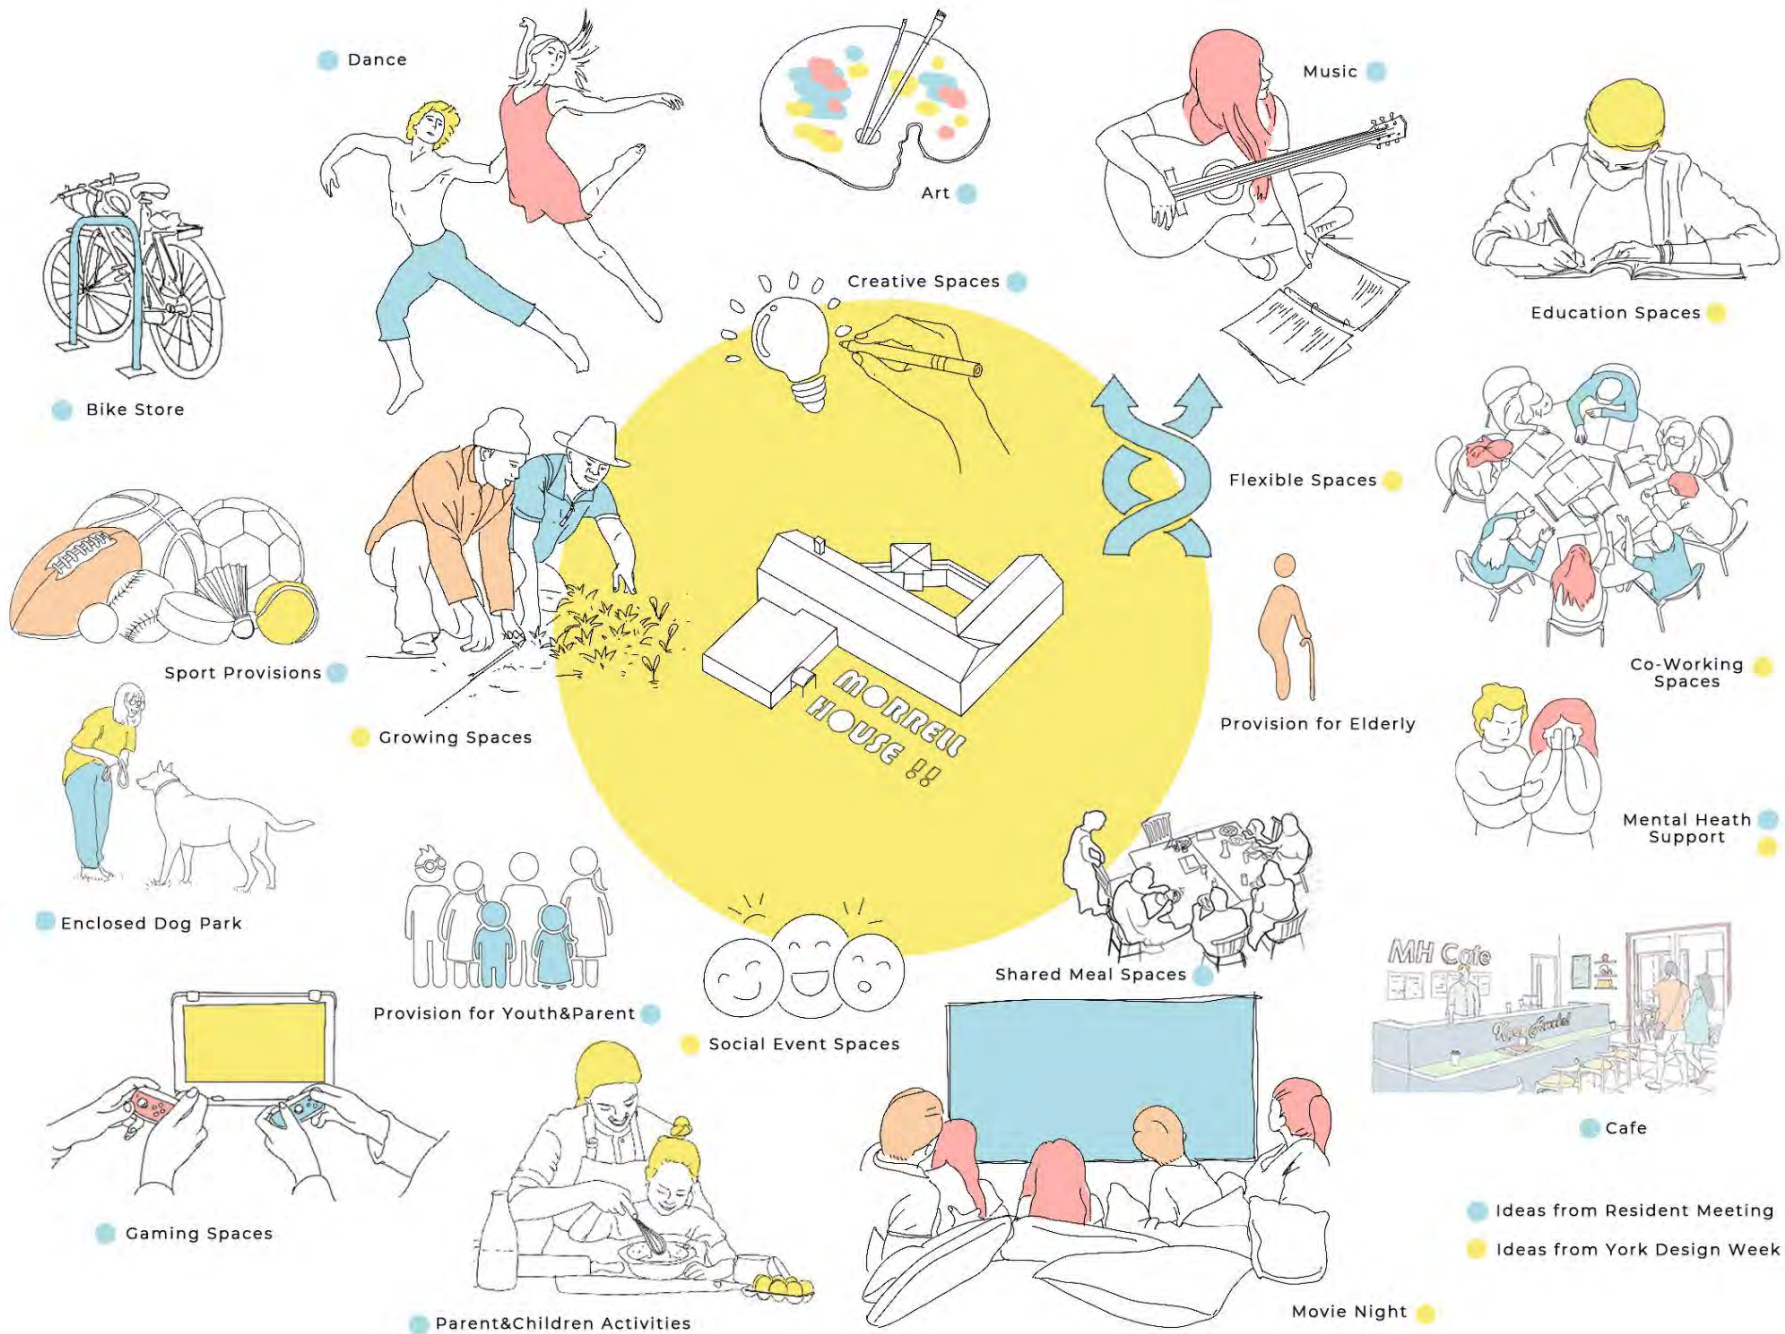 Dance
Music
Art
Creative Spaces
Education Spaces
Bike Store
Flexible Spaces
Sport Provisions
Co-Working
Spaces
Growing Spaces
MORRELL
HOUSE !!
Provision for Elderly
Mental Heath
Support
Enclosed Dog Park
Shared Meal Spaces
MH Cafe
Provision for Youth&Parent
Social Event Spaces
Cafe
Gaming Spaces
Ideas from Resident Meeting
Ideas from York Design Week
Movie Night
Parent&Children Activities